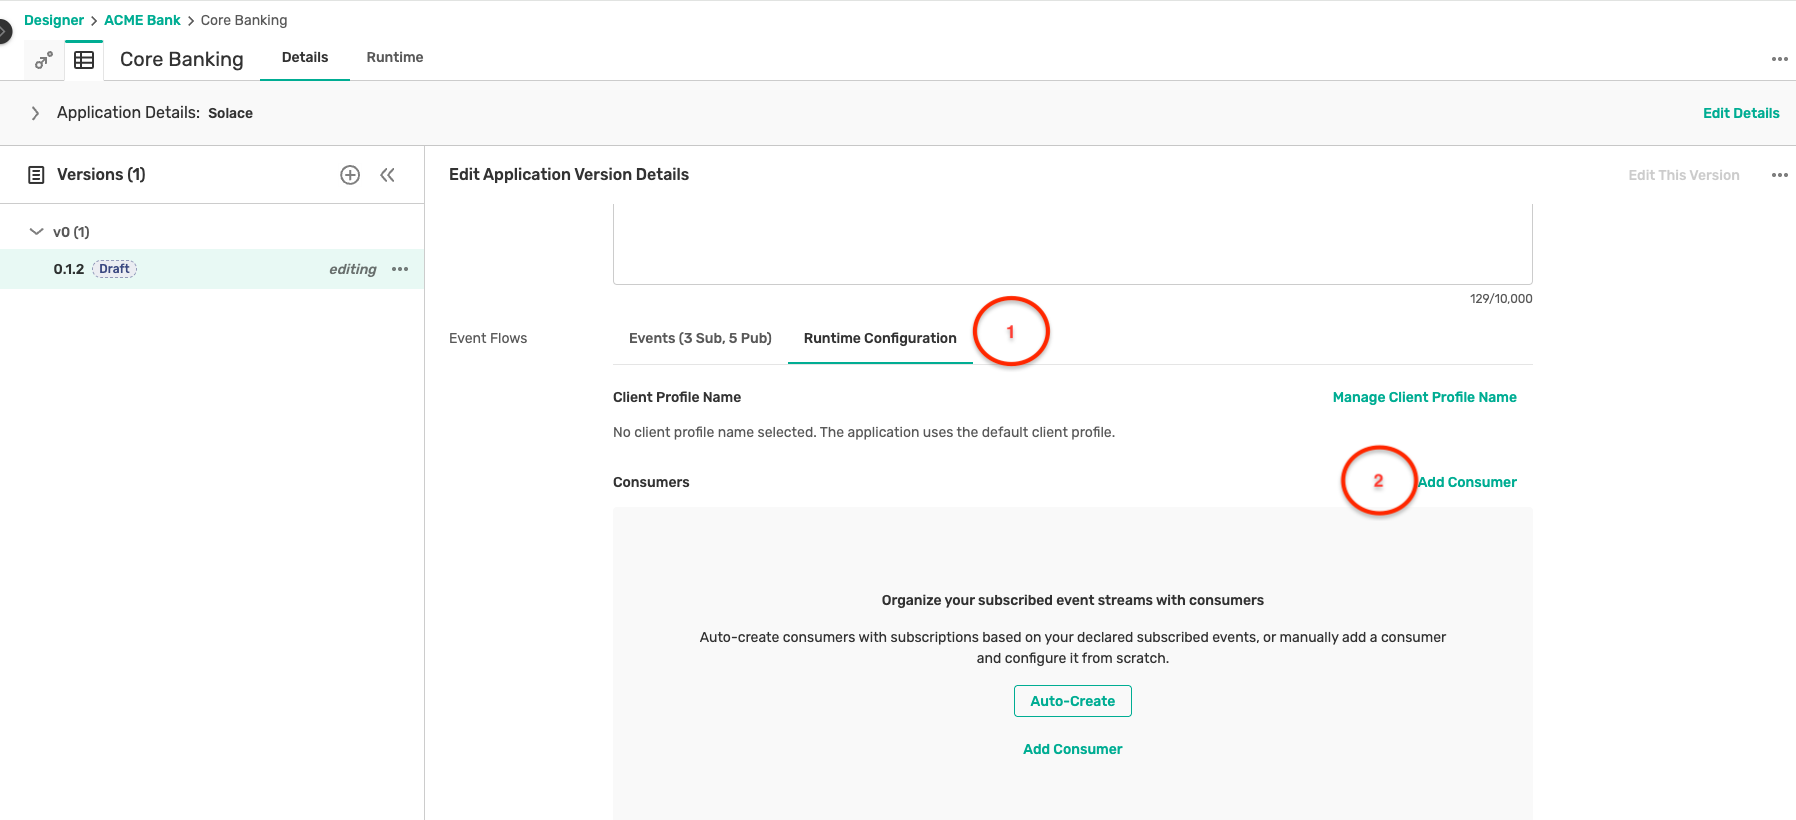 Designer > ACME Bank > Core Banking
Core Banking Details Runtime
Application Details: Solace Edit Details
Versions (1)
Edit Application Version Details Edit This Version
v0 (1)
0.1.2 Draft editing
129/10,000
Event Flows Events (3 Sub, 5 Pub) Runtime Configuration 1
Client Profile Name Manage Client Profile Name
No client profile name selected. The application uses the default client profile.
Consumers 2 Add Consumer
Organize your subscribed event streams with consumers
Auto-create consumers with subscriptions based on your declared subscribed events, or manually add a consumer
and configure it from scratch.
Auto-Create
Add Consumer